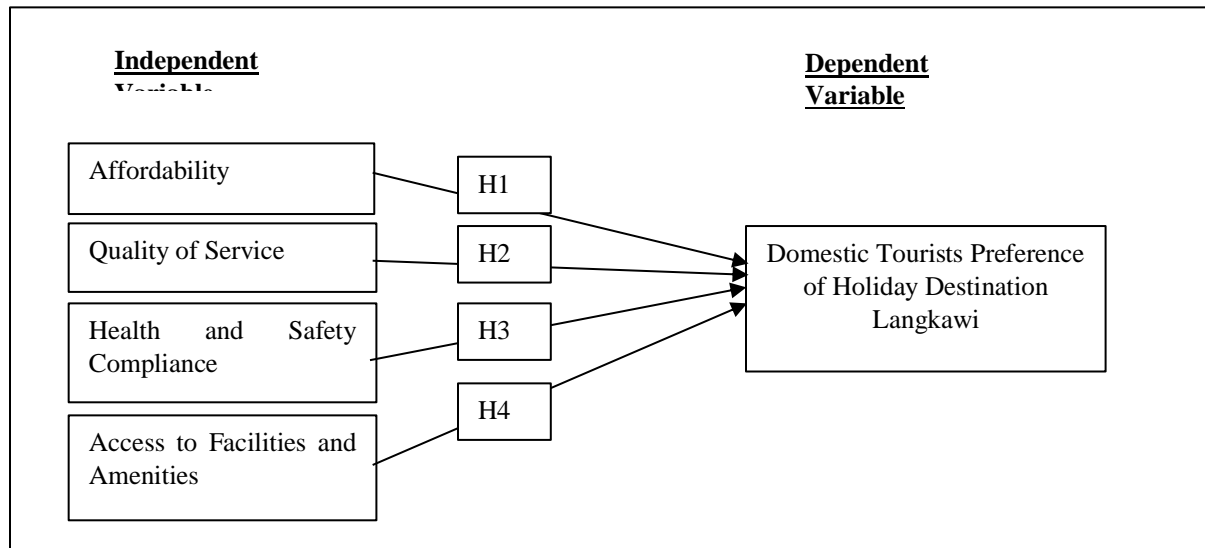 Independent
Variable
Dependent
Variable
Affordability
H1
Quality of Service
H2
Domestic Tourists Preference
of Holiday Destination
Langkawi
Health and Safety
Compliance
H3
H4
Access to Facilities and
Amenities